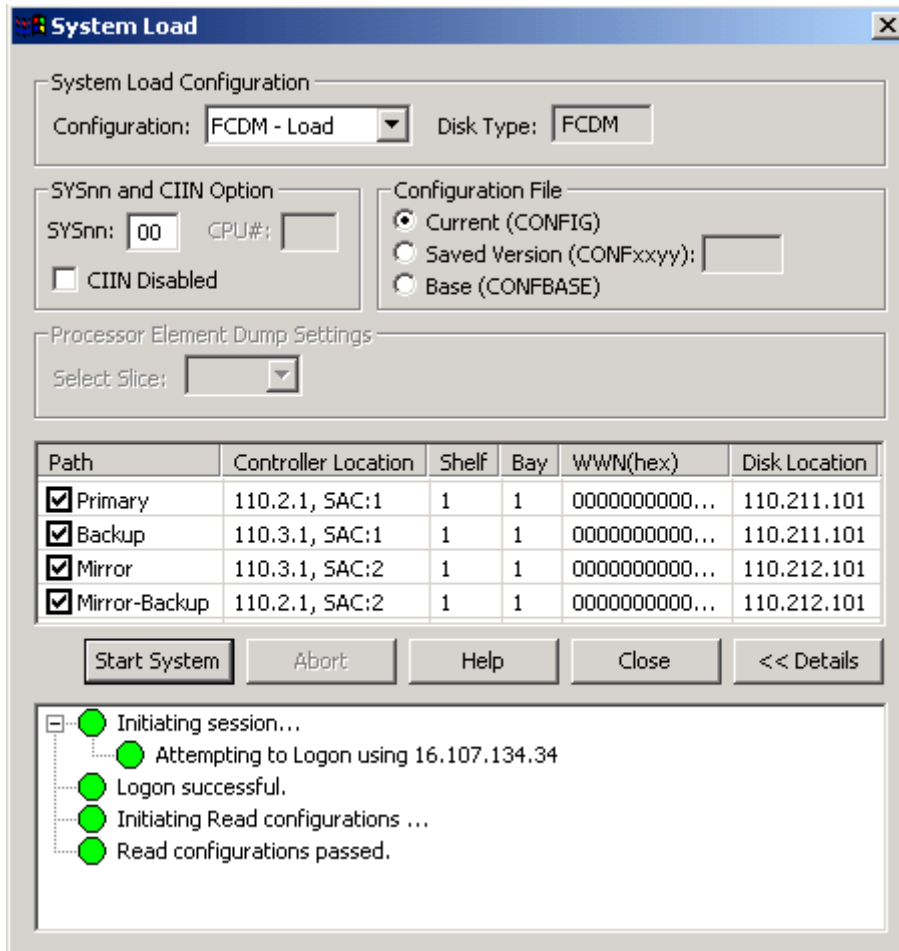 System Load
System Load Configuration
Configuration: FCDM - Load Disk Type: FCDM
SYSnn and CIIN Option
SYSnn: 00 CPU#:
CIIN Disabled
Configuration File
Current (CONFIG)
Saved Version (CONFxxyy):
Base (CONFBASE)
Processor Element Dump Settings
Select Slice:
Path Controller Location Shelf Bay WWN(hex) Disk Location
Primary 110.2.1, SAC:1 1 1 0000000000... 110.211.101
Backup 110.3.1, SAC:1 1 1 0000000000... 110.211.101
Mirror 110.3.1, SAC:2 1 1 0000000000... 110.212.101
Mirror-Backup 110.2.1, SAC:2 1 1 0000000000... 110.212.101
Start System Abort Help Close << Details
Initiating session...
Attempting to Logon using 16.107.134.34
Logon successful.
Initiating Read configurations ...
Read configurations passed.